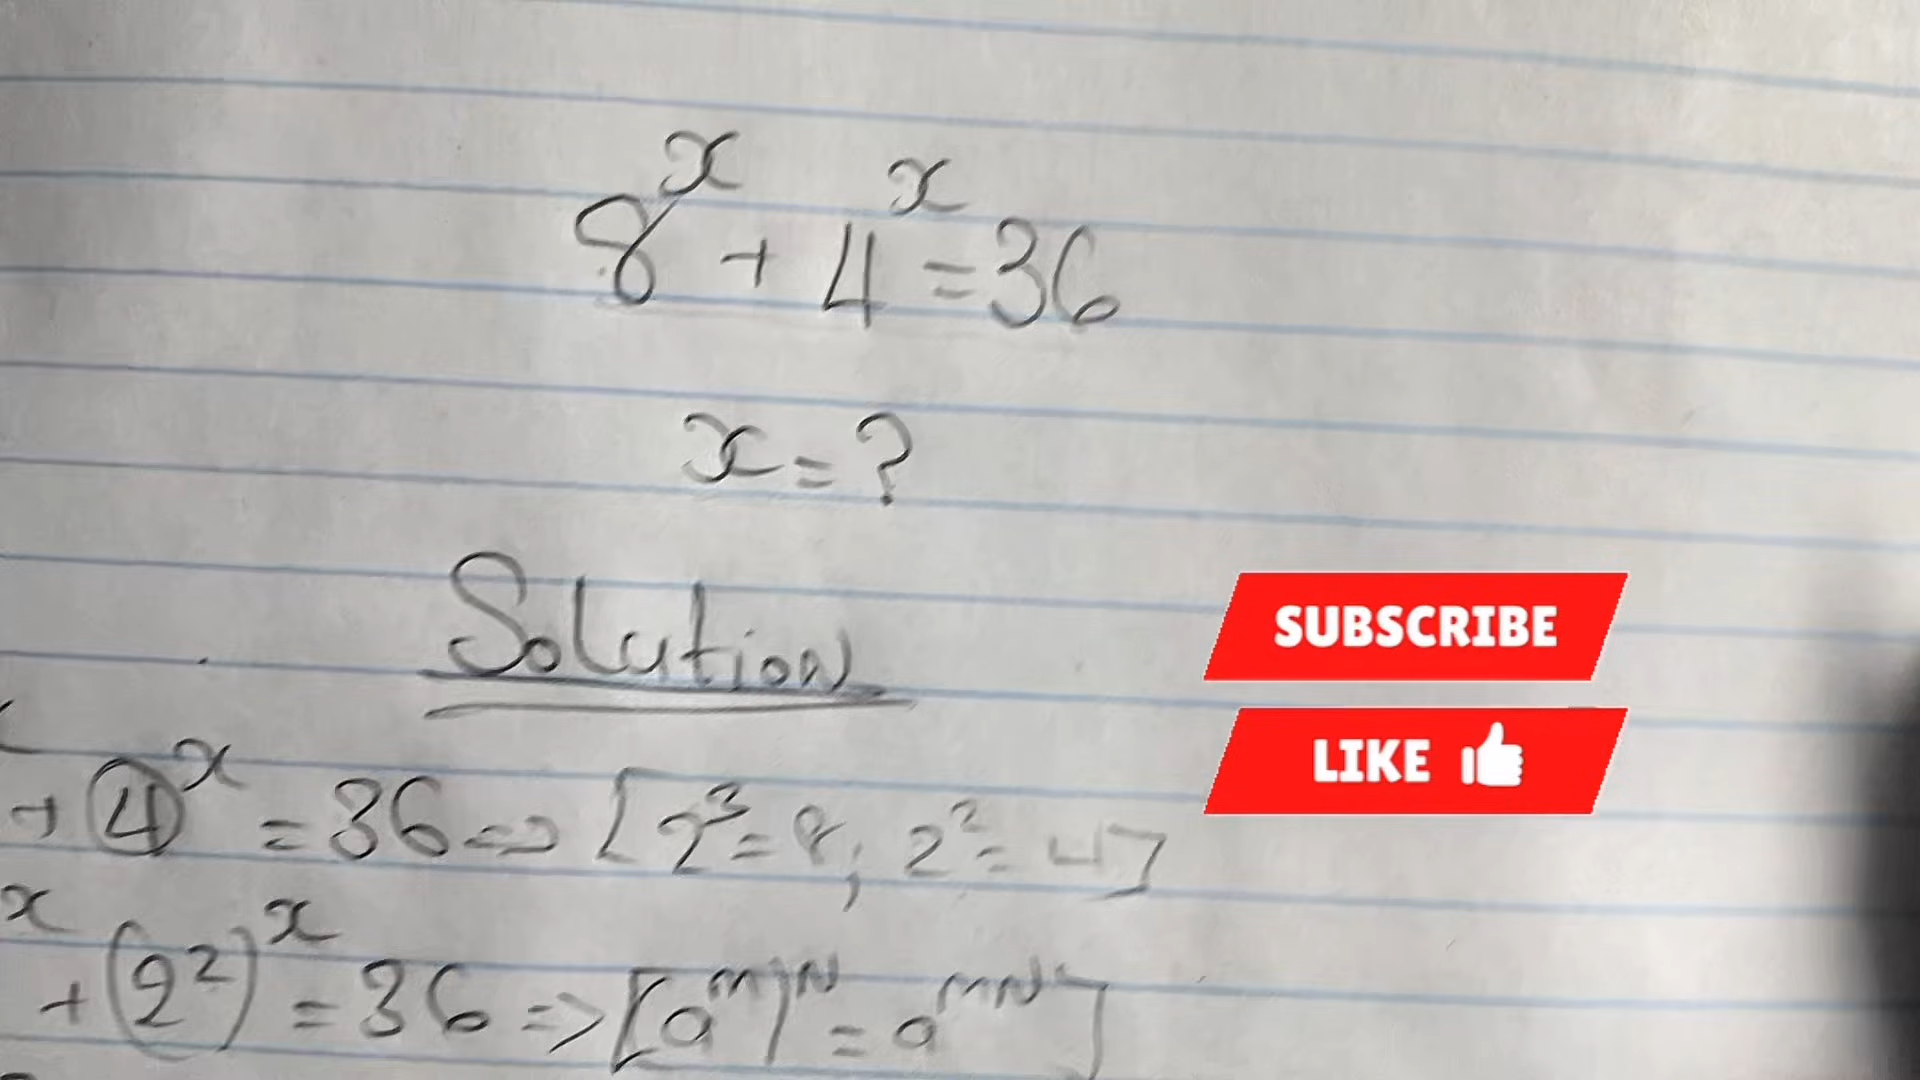 8^x + 4^x = 36
x = ?
Solution
SUBSCRIBE
LIKE
+ 4^x = 36 => [2^3 = 8; 2^2 = 4]
x + (2^2)^x = 36 => [a^m)^N = a^mN]